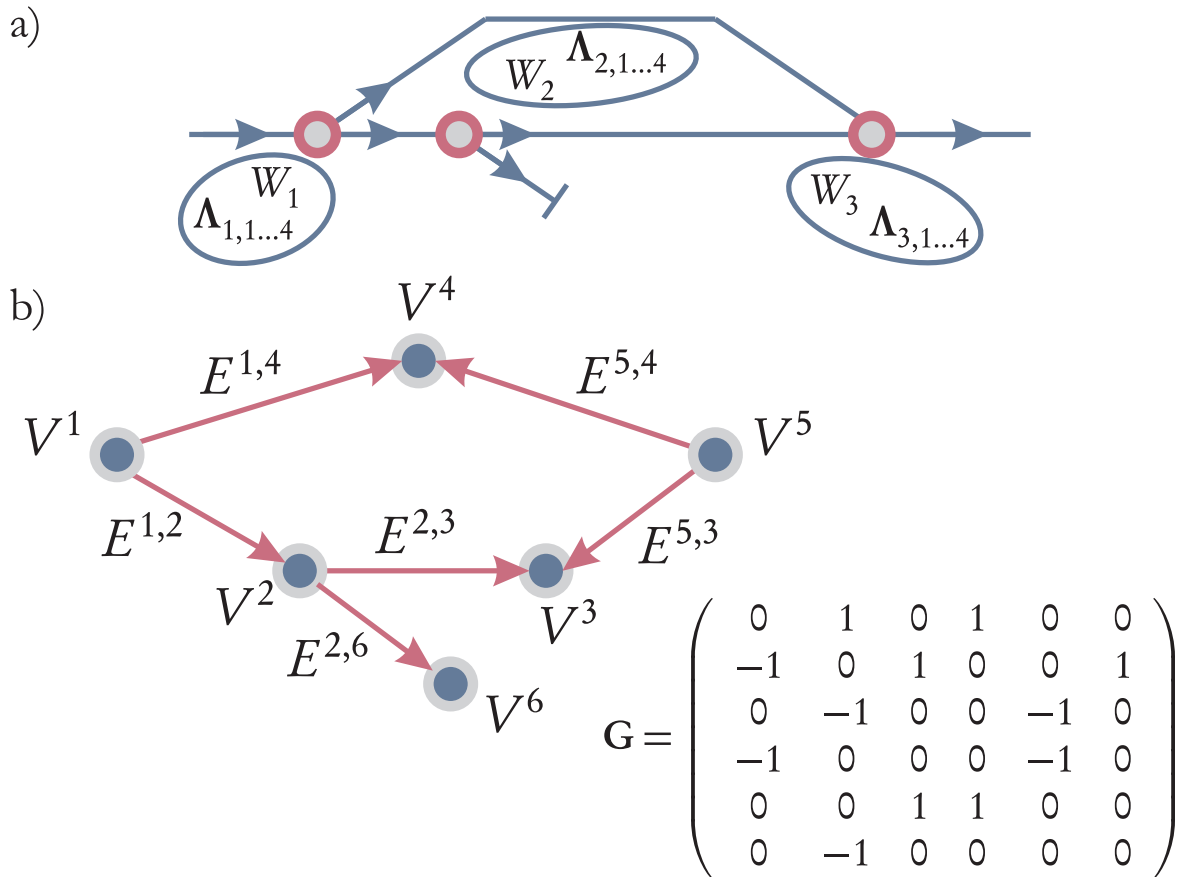 a)
W₂ Λ₂,₁...₄
W₁
Λ₁,₁...₄
W₃
Λ₃,₁...₄
b)
V⁴
E¹,⁴ E⁵,⁴
V¹ V⁵
E¹,² E²,³ E⁵,³
V² V³
E²,⁶
V⁶
G = ( 0 1 0 1 0 0
−1 0 1 0 0 1
0 −1 0 0 −1 0
−1 0 0 0 −1 0
0 0 1 1 0 0
0 −1 0 0 0 0 )